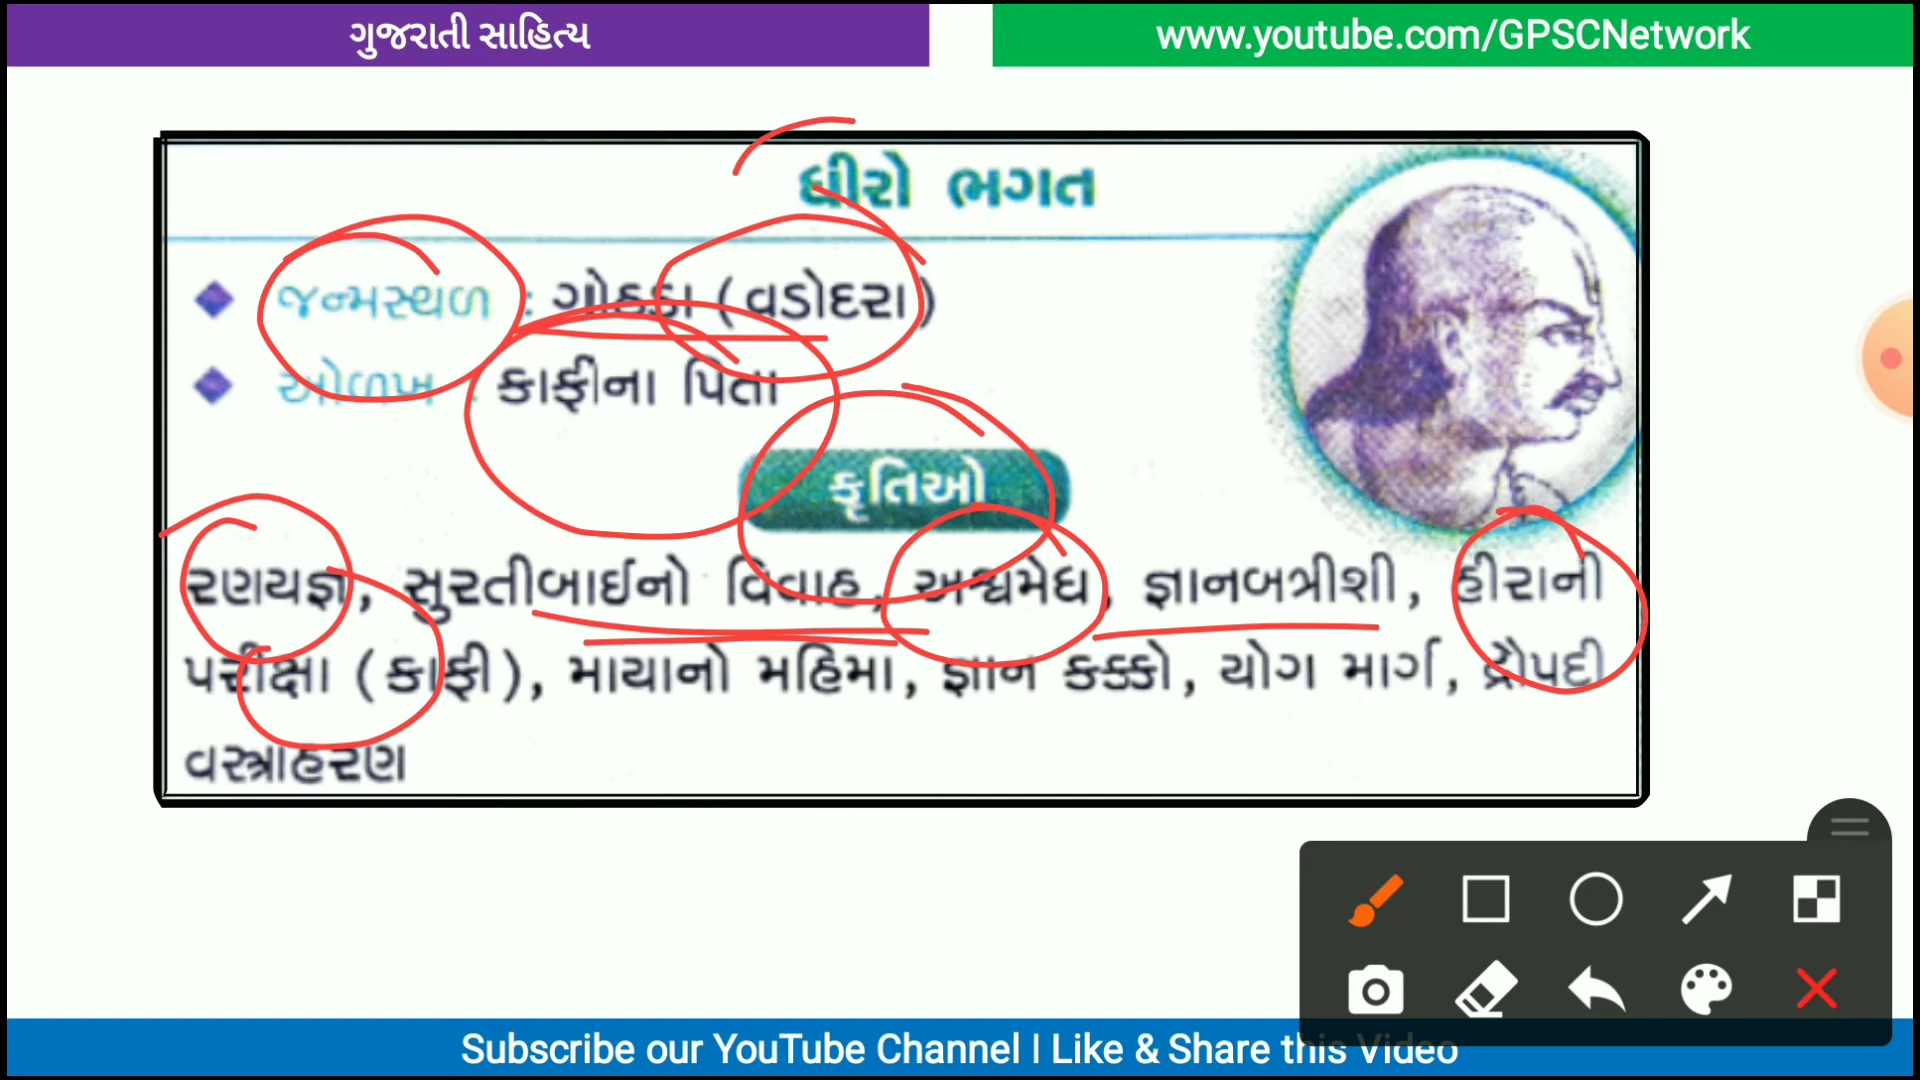 ગુજરાતી સાહિત્ય
www.youtube.com/GPSCNetwork
ધીરો ભગત
જન્મસ્થળ : ગોઠડા (વડોદરા)
ઓળખ : કાફીના પિતા
કૃતિઓ
રણયજ્ઞ, સુરતીબાઈનો વિવાહ, અશ્વમેધ, જ્ઞાનબત્રીશી, હીરાની
પરીક્ષા (કાફી), માયાનો મહિમા, જ્ઞાન કક્કો, યોગ માર્ગ, દ્રૌપદી
વસ્ત્રાહરણ
Subscribe our YouTube Channel | Like & Share this Video